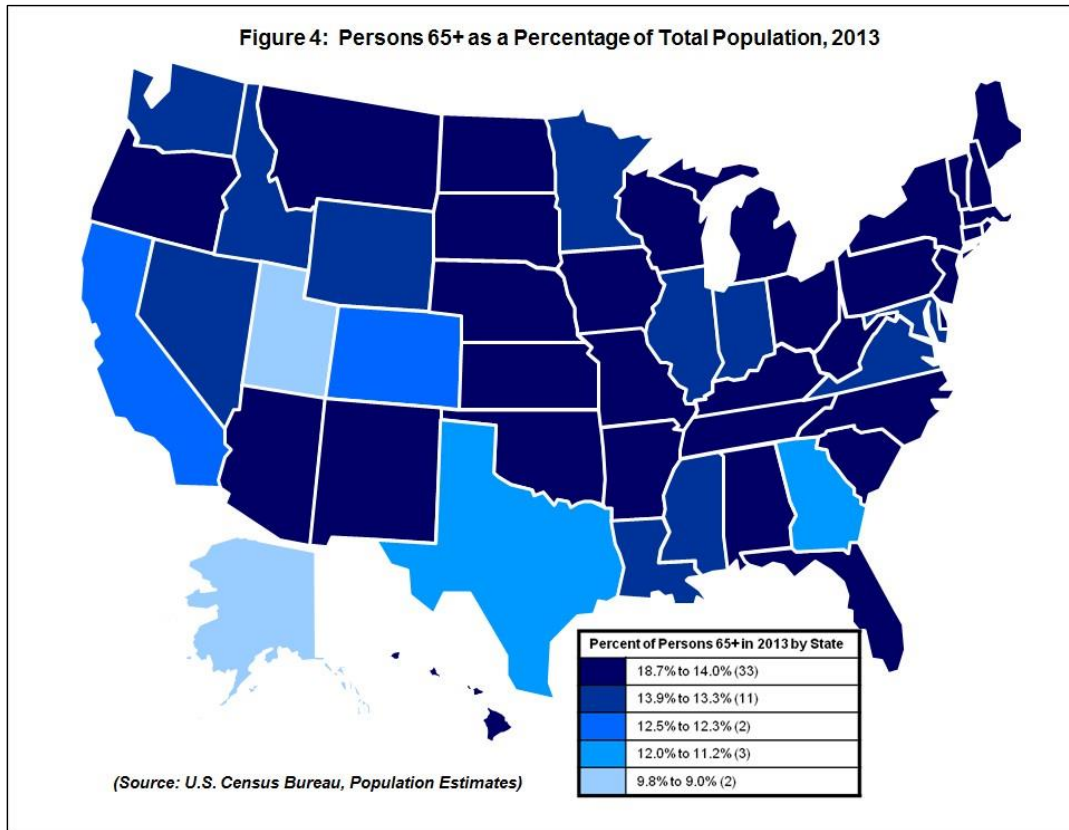 Figure 4: Persons 65+ as a Percentage of Total Population, 2013
Percent of Persons 65+ in 2013 by State
18.7% to 14.0% (33)
13.9% to 13.3% (11)
12.5% to 12.3% (2)
12.0% to 11.2% (3)
9.8% to 9.0% (2)
(Source: U.S. Census Bureau, Population Estimates)